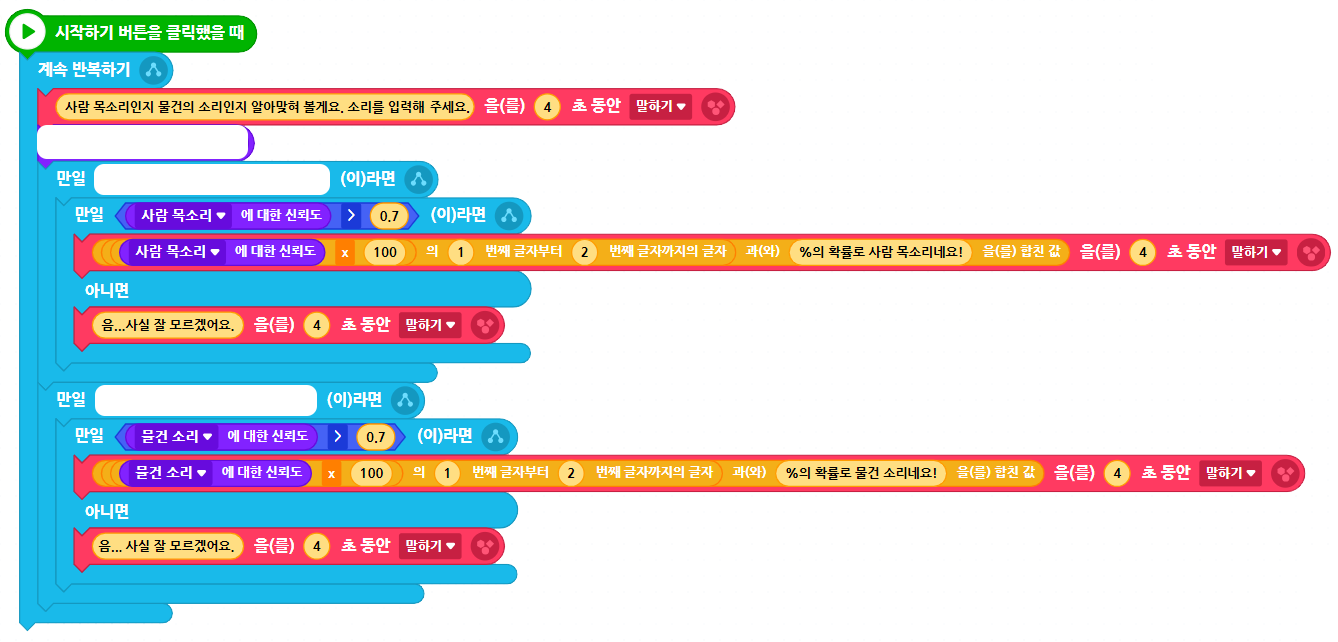 시작하기 버튼을 클릭했을 때
계속 반복하기
사람 목소리인지 물건의 소리인지 알아맞혀 볼게요. 소리를 입력해 주세요. 을(를) 4 초 동안 말하기
만일 (이)라면
만일 사람 목소리 에 대한 신뢰도 > 0.7 (이)라면
사람 목소리 에 대한 신뢰도 x 100 의 1 번째 글자부터 2 번째 글자까지의 글자 과(와) %의 확률로 사람 목소리네요! 을(를) 합친 값 을(를) 4 초 동안 말하기
아니면
음...사실 잘 모르겠어요. 을(를) 4 초 동안 말하기
만일 (이)라면
만일 물건 소리 에 대한 신뢰도 > 0.7 (이)라면
물건 소리 에 대한 신뢰도 x 100 의 1 번째 글자부터 2 번째 글자까지의 글자 과(와) %의 확률로 물건 소리네요! 을(를) 합친 값 을(를) 4 초 동안 말하기
아니면
음... 사실 잘 모르겠어요. 을(를) 4 초 동안 말하기